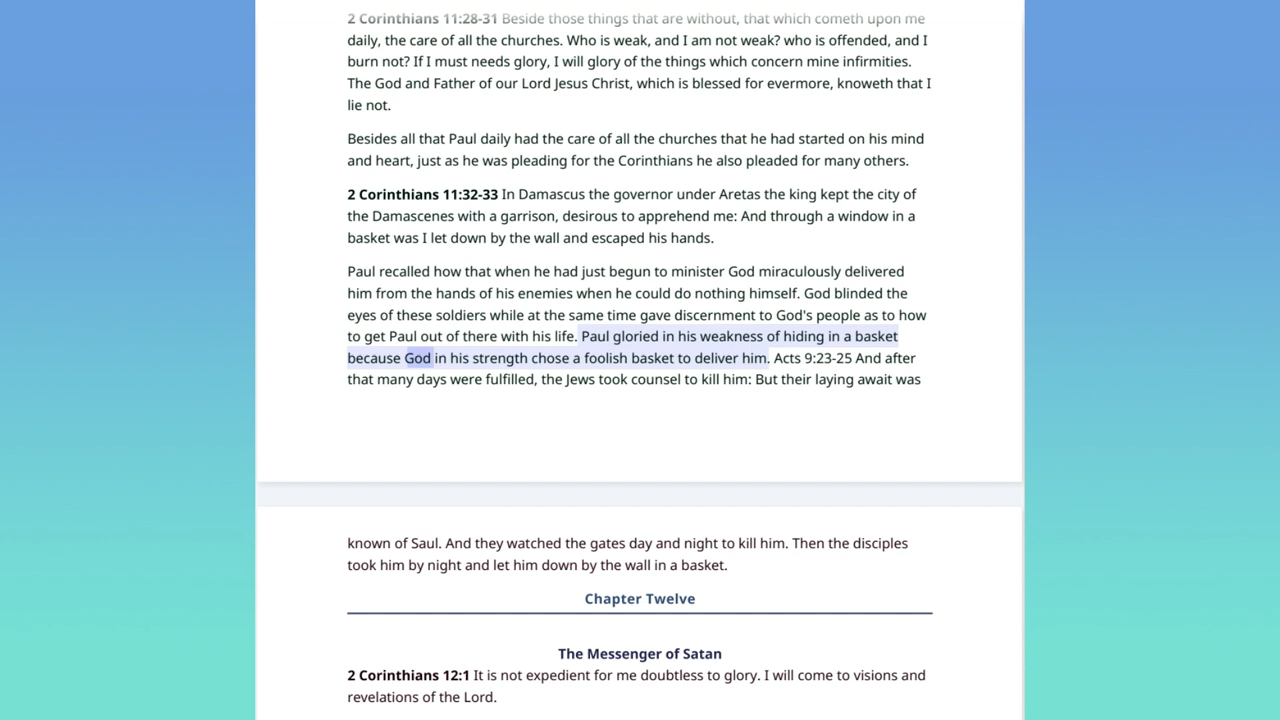 2 Corinthians 11:28-31 Beside those things that are without, that which cometh upon me
daily, the care of all the churches. Who is weak, and I am not weak? who is offended, and I
burn not? If I must needs glory, I will glory of the things which concern mine infirmities.
The God and Father of our Lord Jesus Christ, which is blessed for evermore, knoweth that I
lie not.
Besides all that Paul daily had the care of all the churches that he had started on his mind
and heart, just as he was pleading for the Corinthians he also pleaded for many others.
2 Corinthians 11:32-33 In Damascus the governor under Aretas the king kept the city of
the Damascenes with a garrison, desirous to apprehend me: And through a window in a
basket was I let down by the wall and escaped his hands.
Paul recalled how that when he had just begun to minister God miraculously delivered
him from the hands of his enemies when he could do nothing himself. God blinded the
eyes of these soldiers while at the same time gave discernment to God's people as to how
to get Paul out of there with his life. Paul gloried in his weakness of hiding in a basket
because God in his strength chose a foolish basket to deliver him. Acts 9:23-25 And after
that many days were fulfilled, the Jews took counsel to kill him: But their laying await was
known of Saul. And they watched the gates day and night to kill him. Then the disciples
took him by night and let him down by the wall in a basket.
Chapter Twelve
The Messenger of Satan
2 Corinthians 12:1 It is not expedient for me doubtless to glory. I will come to visions and
revelations of the Lord.